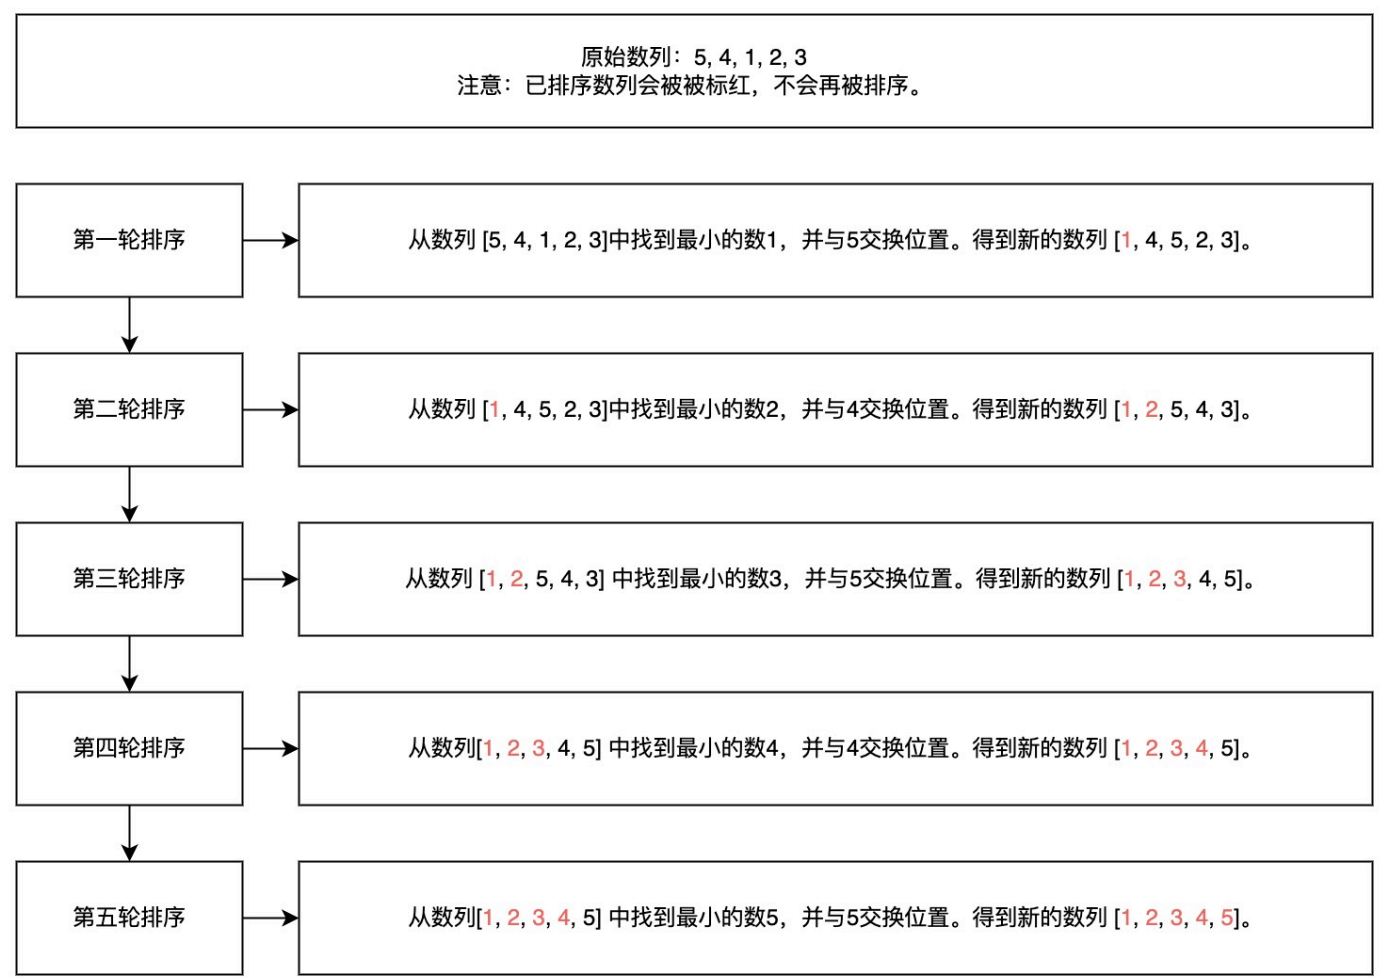 原始数列：5, 4, 1, 2, 3
注意：已排序数列会被被标红，不会再被排序。
第一轮排序
从数列 [5, 4, 1, 2, 3]中找到最小的数1，并与5交换位置。得到新的数列 [1, 4, 5, 2, 3]。
第二轮排序
从数列 [1, 4, 5, 2, 3]中找到最小的数2，并与4交换位置。得到新的数列 [1, 2, 5, 4, 3]。
第三轮排序
从数列 [1, 2, 5, 4, 3] 中找到最小的数3，并与5交换位置。得到新的数列 [1, 2, 3, 4, 5]。
第四轮排序
从数列[1, 2, 3, 4, 5] 中找到最小的数4，并与4交换位置。得到新的数列 [1, 2, 3, 4, 5]。
第五轮排序
从数列[1, 2, 3, 4, 5] 中找到最小的数5，并与5交换位置。得到新的数列 [1, 2, 3, 4, 5]。